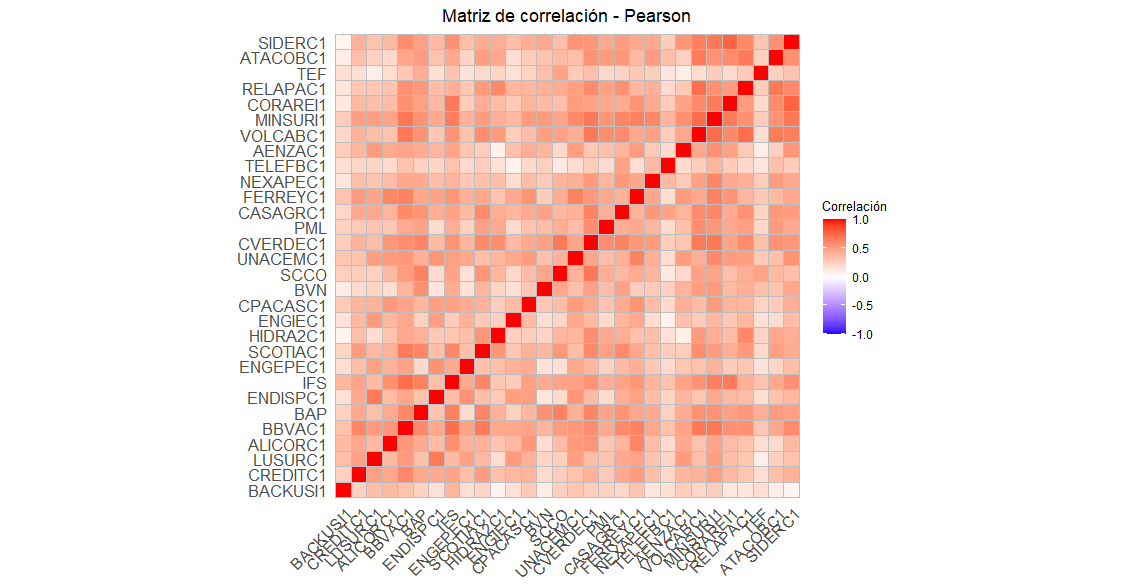 Matriz de correlación - Pearson
SIDERC1
ATACOBC1
TEF
RELAPAC1
CORAREI1
MINSURI1
VOLCABC1
AENZAC1
TELEFBC1
NEXAPEC1
FERREYC1
CASAGRC1
PML
CVERDEC1
UNACEMC1
SCCO
BVN
CPACASC1
ENGIEC1
HIDRA2C1
SCOTIAC1
ENGEPEC1
IFS
ENDISPC1
BAP
BBVAC1
ALICORC1
LUSURC1
CREDITC1
BACKUSI1
BACKUSI1
CREDITC1
LUSURC1
ALICORC1
BBVAC1
BAP
ENDISPC1
IFS
ENGEPEC1
SCOTIAC1
HIDRA2C1
ENGIEC1
CPACASC1
BVN
SCCO
UNACEMC1
CVERDEC1
PML
CASAGRC1
FERREYC1
NEXAPEC1
TELEFBC1
AENZAC1
VOLCABC1
MINSURI1
CORAREI1
RELAPAC1
TEF
ATACOBC1
SIDERC1
Correlación
1.0
0.5
0.0
-0.5
-1.0